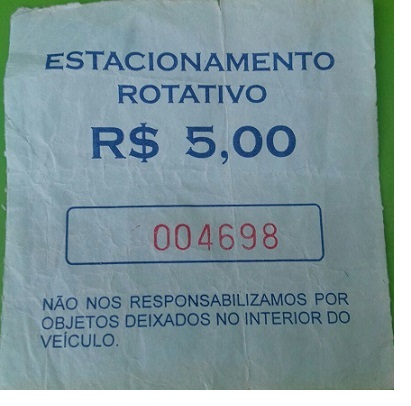 ESTACIONAMENTO
ROTATIVO
R$ 5,00
004698
NÃO NOS RESPONSABILIZAMOS POR
OBJETOS DEIXADOS NO INTERIOR DO
VEÍCULO.